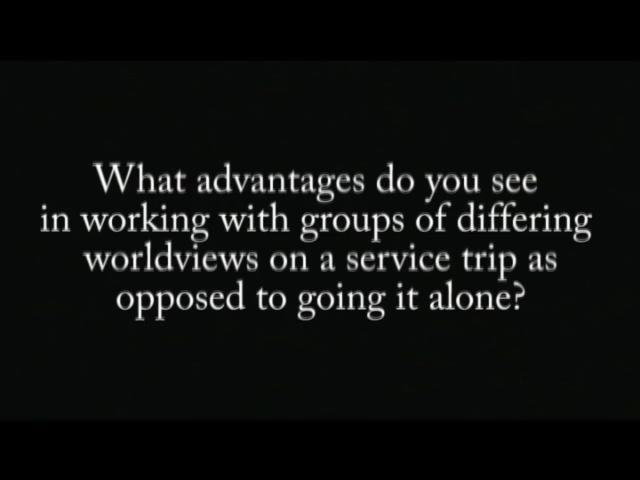 What advantages do you see
in working with groups of differing
worldviews on a service trip as
opposed to going it alone?